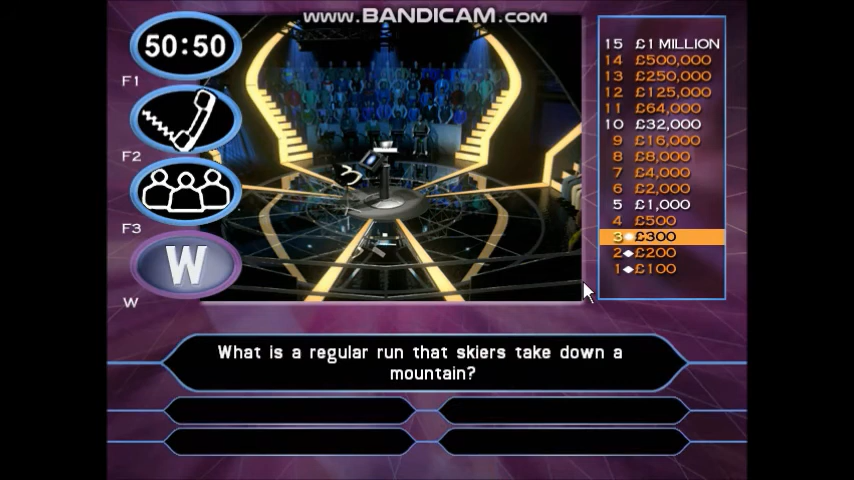 www.BANDICAM.com
50:50
F1
F2
F3
W
W
15 £1 MILLION
14 £500,000
13 £250,000
12 £125,000
11 £64,000
10 £32,000
9 £16,000
8 £8,000
7 £4,000
6 £2,000
5 £1,000
4 £500
3 £300
2 £200
1 £100
What is a regular run that skiers take down a
mountain?